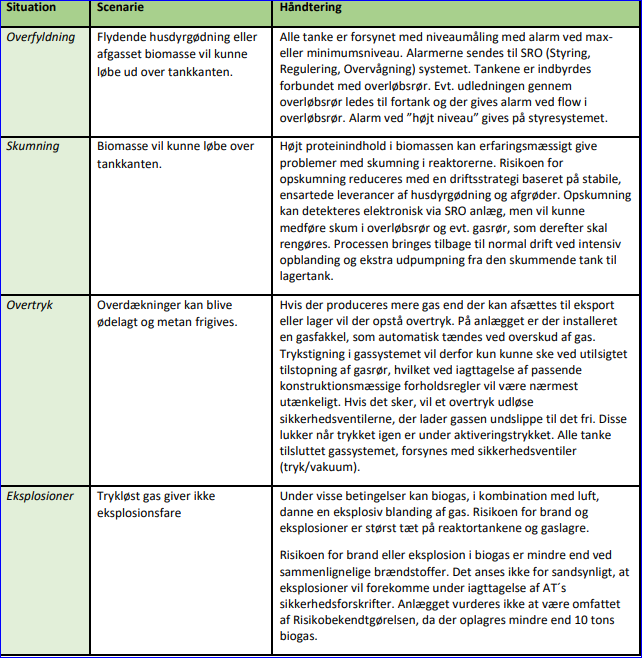 Situation
Scenarie
Håndtering
Overfyldning
Flydende husdyrgødning eller
afgasset biomasse vil kunne
løbe ud over tankkanten.
Alle tanke er forsynet med niveaumåling med alarm ved max-
eller minimumsniveau. Alarmerne sendes til SRO (Styring,
Regulering, Overvågning) systemet. Tankene er indbyrdes
forbundet med overløbsrør. Evt. udledningen gennem
overløbsrør ledes til fortank og der gives alarm ved flow i
overløbsrør. Alarm ved ”højt niveau” gives på styresystemet.
Skumning
Biomasse vil kunne løbe over
tankkanten.
Højt proteinindhold i biomassen kan erfaringsmæssigt give
problemer med skumning i reaktorerne. Risikoen for
opskumning reduceres med en driftsstrategi baseret på stabile,
ensartede leverancer af husdyrgødning og afgrøder. Opskumning
kan detekteres elektronisk via SRO anlæg, men vil kunne
medføre skum i overløbsrør og evt. gasrør, som derefter skal
rengøres. Processen bringes tilbage til normal drift ved intensiv
opblanding og ekstra udpumpning fra den skummende tank til
lagertank.
Overtryk
Overdækninger kan blive
ødelagt og metan frigives.
Hvis der produceres mere gas end der kan afsættes til eksport
eller lager vil der opstå overtryk. På anlægget er der installeret
en gasfakkel, som automatisk tændes ved overskud af gas.
Trykstigning i gassystemet vil derfor kun kunne ske ved utilsigtet
tilstopning af gasrør, hvilket ved iagttagelse af passende
konstruktionsmæssige forholdsregler vil være nærmest
utænkeligt. Hvis det sker, vil et overtryk udløse
sikkerhedsventilerne, der lader gassen undslippe til det fri. Disse
lukker når trykket igen er under aktiveringstrykket. Alle tanke
tilsluttet gassystemet, forsynes med sikkerhedsventiler
(tryk/vakuum).
Eksplosioner
Trykløst gas giver ikke
eksplosionsfare
Under visse betingelser kan biogas, i kombination med luft,
danne en eksplosiv blanding af gas. Risikoen for brand og
eksplosioner er størst tæt på reaktortankene og gaslagre.
Risikoen for brand eller eksplosion i biogas er mindre end ved
sammenlignelige brændstoffer. Det anses ikke for sandsynligt, at
eksplosioner vil forekomme under iagttagelse af AT´s
sikkerhedsforskrifter. Anlægget vurderes ikke at være omfattet
af Risikobekendtgørelsen, da der oplagres mindre end 10 tons
biogas.